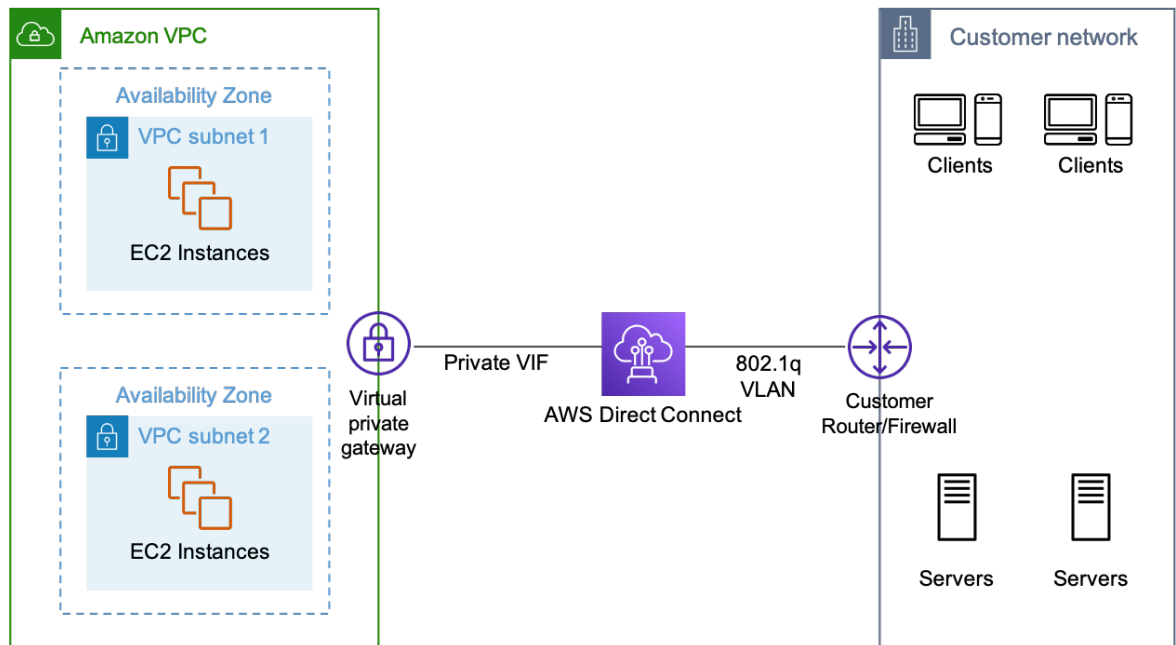 Amazon VPC
Availability Zone
VPC subnet 1
EC2 Instances
Availability Zone
VPC subnet 2
EC2 Instances
Virtual
private
gateway
Private VIF
AWS Direct Connect
802.1q
VLAN
Customer
Router/Firewall
Customer network
Clients
Clients
Servers
Servers